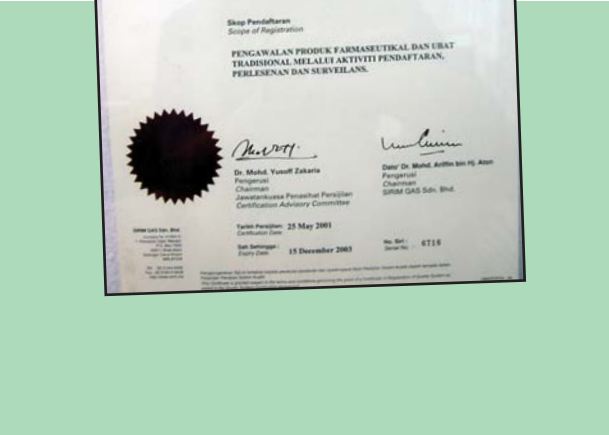 Skop Pendaftaran
Scope of Registration
PENGAWALAN PRODUK FARMASEUTIKAL DAN UBAT
TRADISIONAL MELALUI AKTIVITI PENDAFTARAN,
PERLESENAN DAN SURVEILANS.
Dr. Mohd. Yusoff Zakaria
Pengerusi
Chairman
Jawatankuasa Penasihat Persijilan
Certification Advisory Committee
Dato' Dr. Mohd. Ariffin bin Hj. Aton
Pengerusi
Chairman
SIRIM QAS Sdn. Bhd.
SIRIM QAS Sdn. Bhd.
Tarikh Persijilan: 25 May 2001
Certification Date
Sah Sehingga: 15 December 2003
Expiry Date
No. Siri: 6716
Serial No.